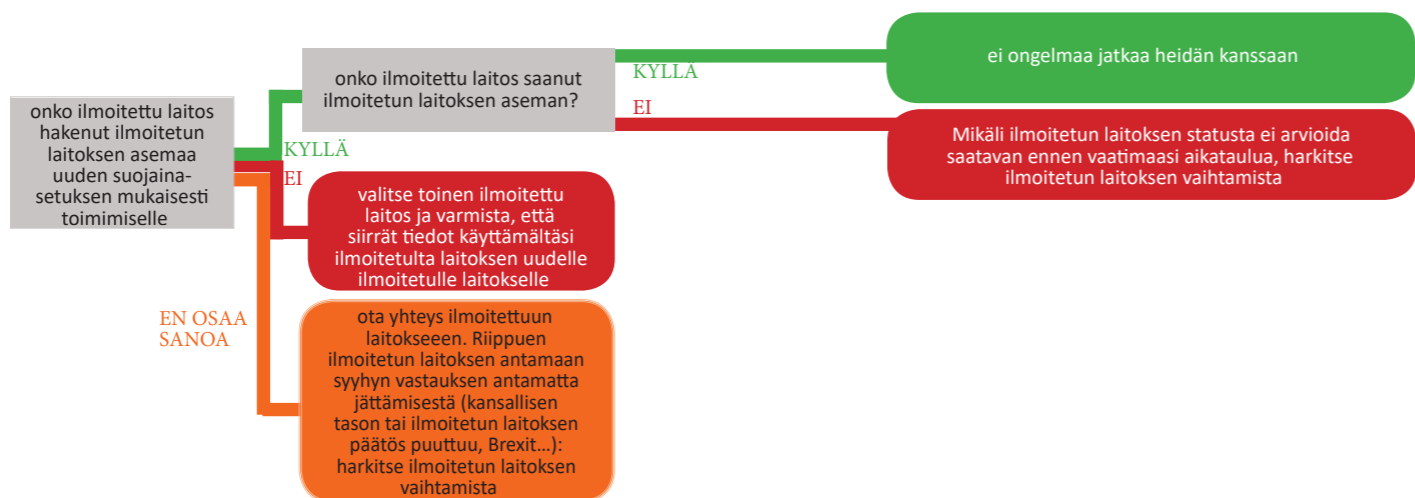 onko ilmoitettu laitos
hakenut ilmoitetun
laitoksen asemaa
uuden suojaina-
setuksen mukaisesti
toimimiselle
KYLLÄ
EI
EN OSAA
SANOA
onko ilmoitettu laitos saanut
ilmoitetun laitoksen aseman?
KYLLÄ
EI
ei ongelmaa jatkaa heidän kanssaan
Mikäli ilmoitetun laitoksen statusta ei arvioida
saatavan ennen vaatimaasi aikataulua, harkitse
ilmoitetun laitoksen vaihtamista
valitse toinen ilmoitettu
laitos ja varmista, että
siirrät tiedot käyttämältäsi
ilmoitetulta laitoksen uudelle
ilmoitetulle laitokselle
ota yhteys ilmoitettuun
laitokseeen. Riippuen
ilmoitetun laitoksen antamaan
syyhyn vastauksen antamatta
jättämisestä (kansallisen
tason tai ilmoitetun laitoksen
päätös puuttuu, Brexit...):
harkitse ilmoitetun laitoksen
vaihtamista